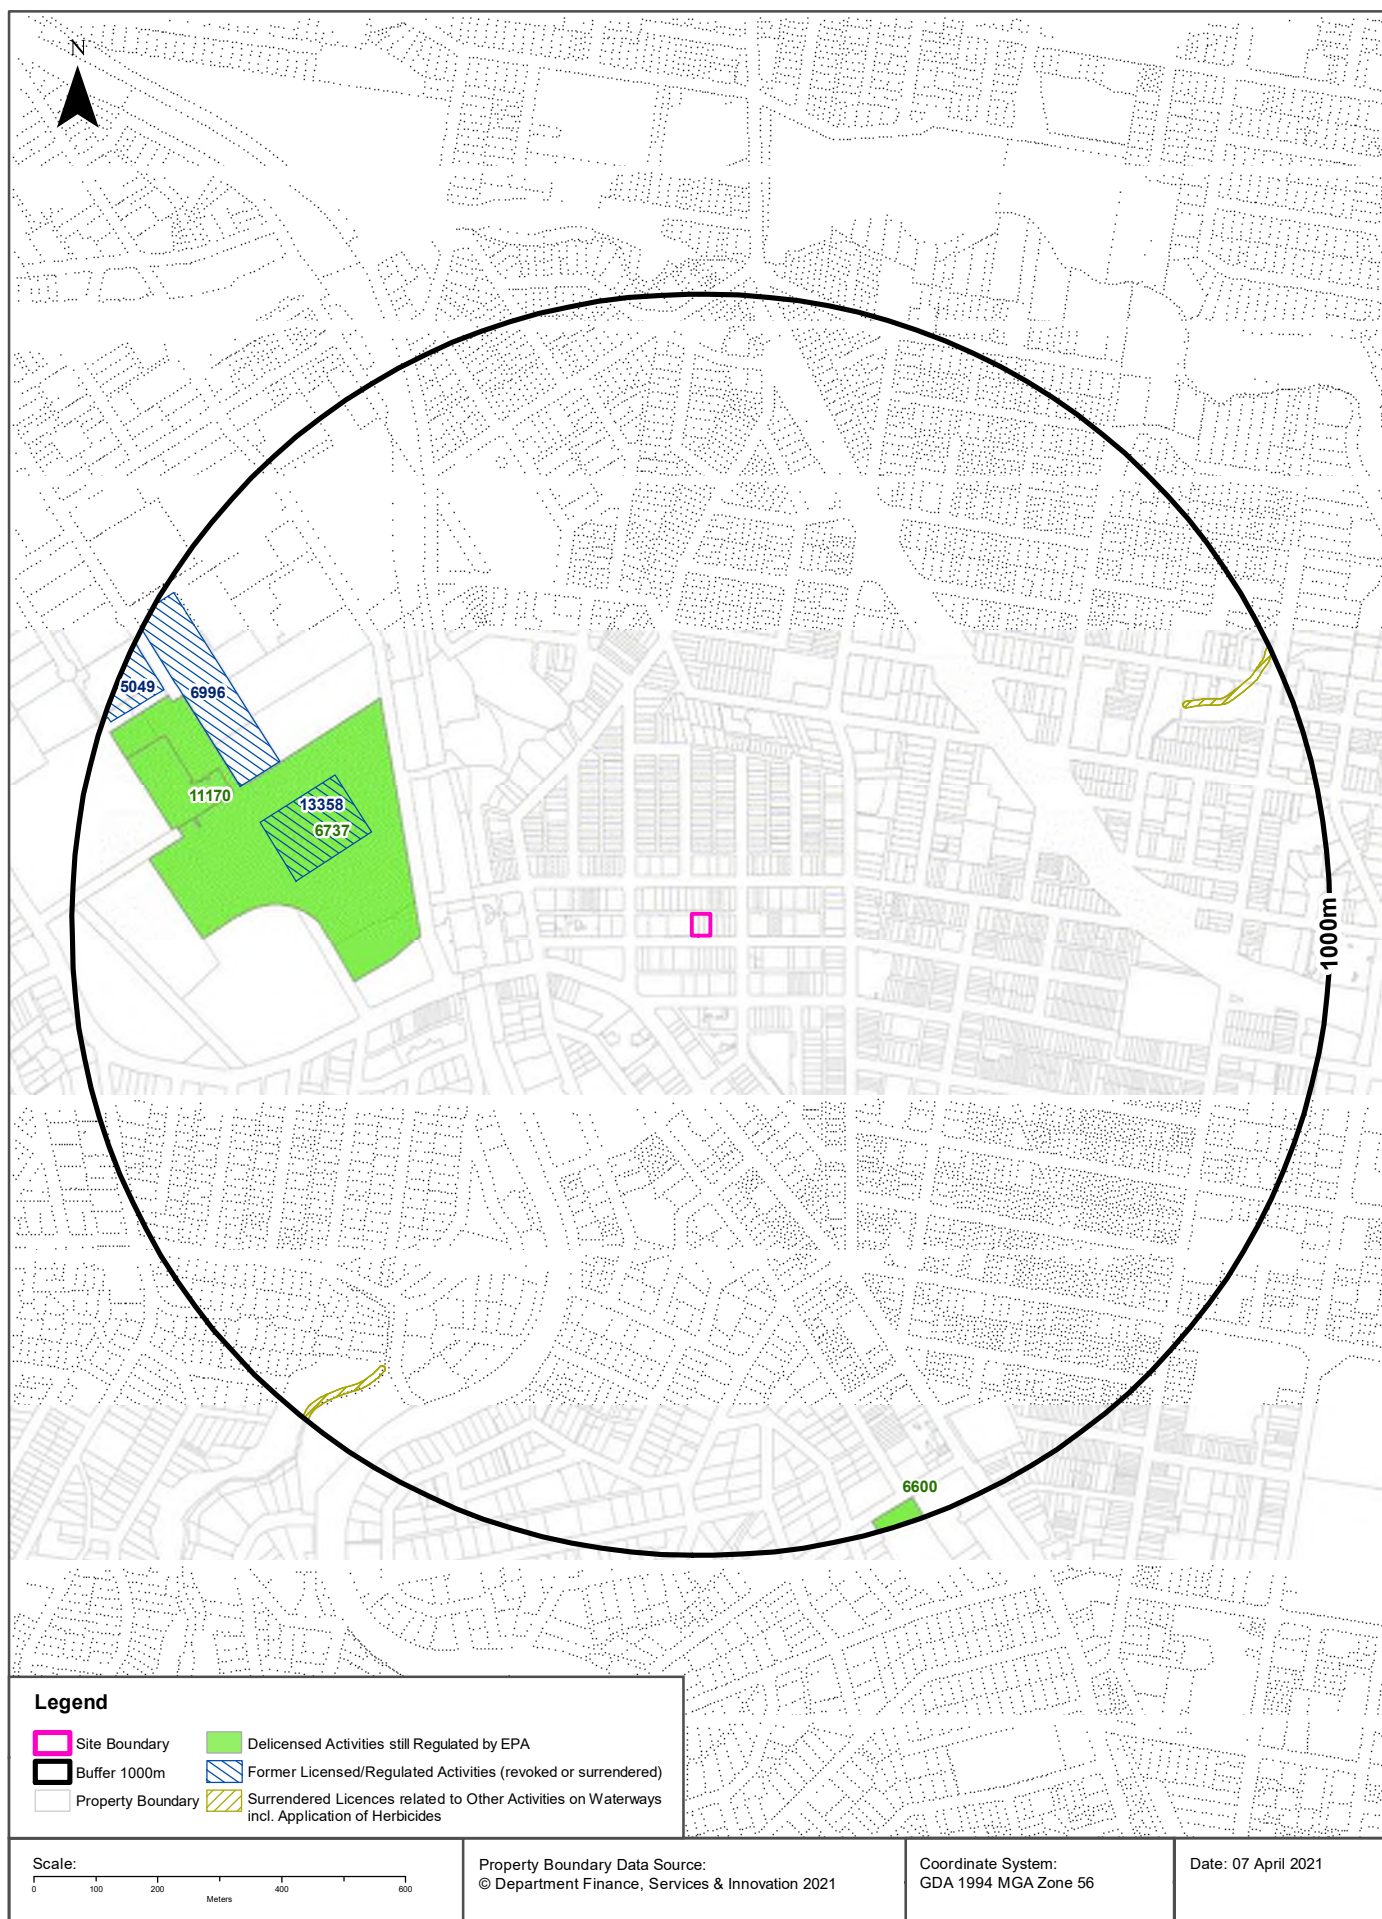 N
5049
6996
11170
13358
6737
1000m
6600
Legend
Site Boundary
Delicensed Activities still Regulated by EPA
Buffer 1000m
Former Licensed/Regulated Activities (revoked or surrendered)
Property Boundary
Surrendered Licences related to Other Activities on Waterways
incl. Application of Herbicides
Scale:
0 100 200 400 600
Meters
Property Boundary Data Source:
© Department Finance, Services & Innovation 2021
Coordinate System:
GDA 1994 MGA Zone 56
Date: 07 April 2021